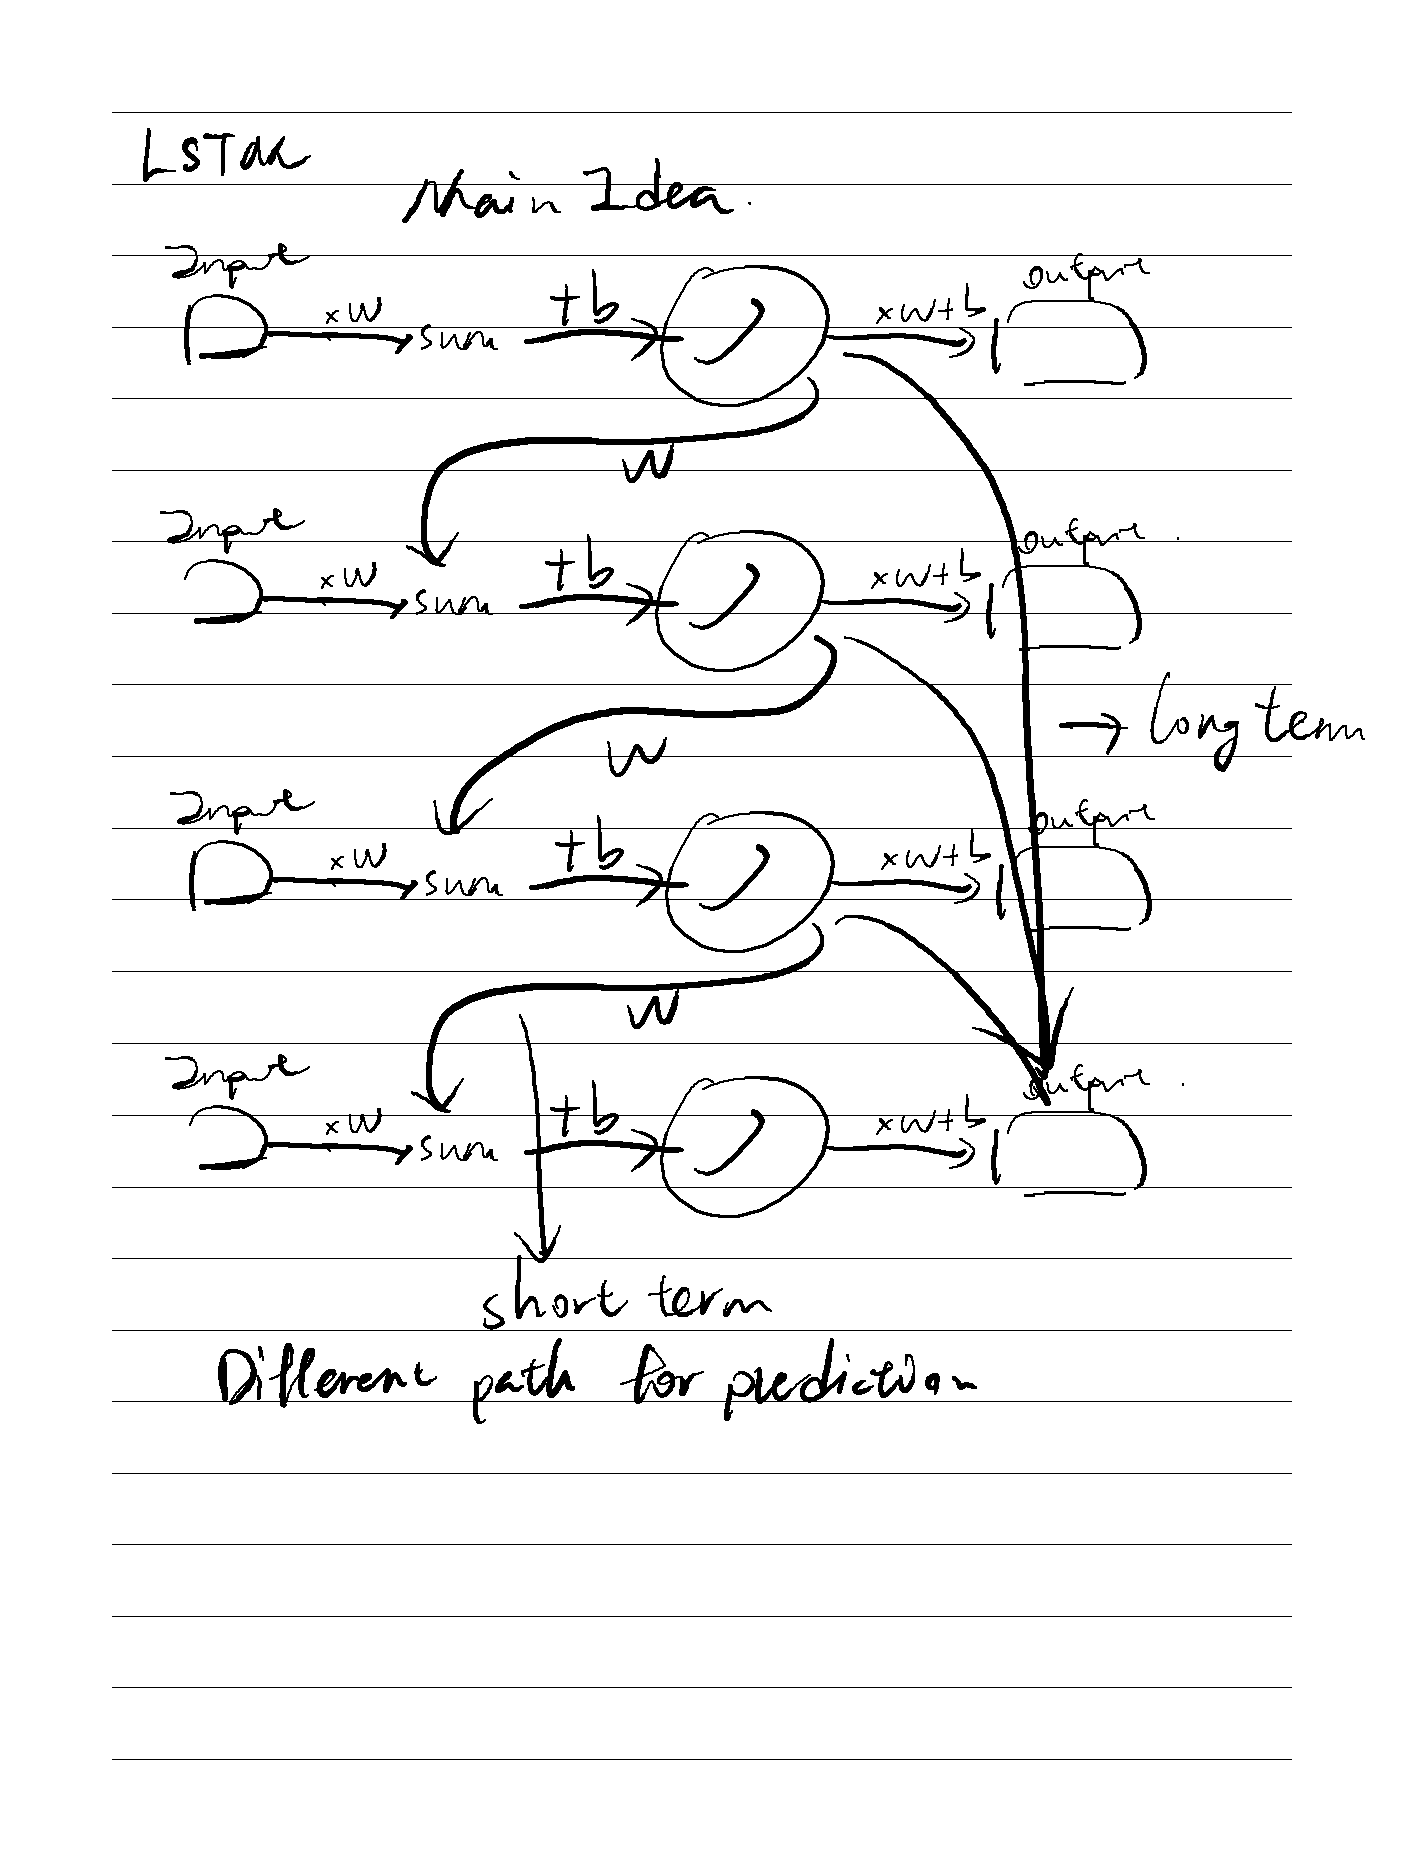 LSTM
Main Idea.
Input
output
xW
sum
+b
xW+b
W
Input
output
xW
sum
+b
xW+b
→ long term
W
Input
output
xW
sum
+b
xW+b
W
Input
output
xW
sum
+b
xW+b
short term
Different path for prediction